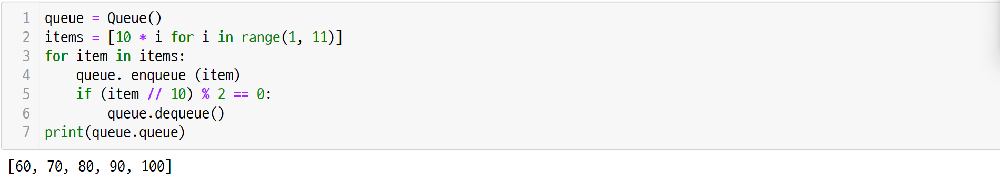 1 queue = Queue()
2 items = [10 * i for i in range(1, 11)]
3 for item in items:
4     queue. enqueue (item)
5     if (item // 10) % 2 == 0:
6         queue.dequeue()
7 print(queue.queue)
[60, 70, 80, 90, 100]